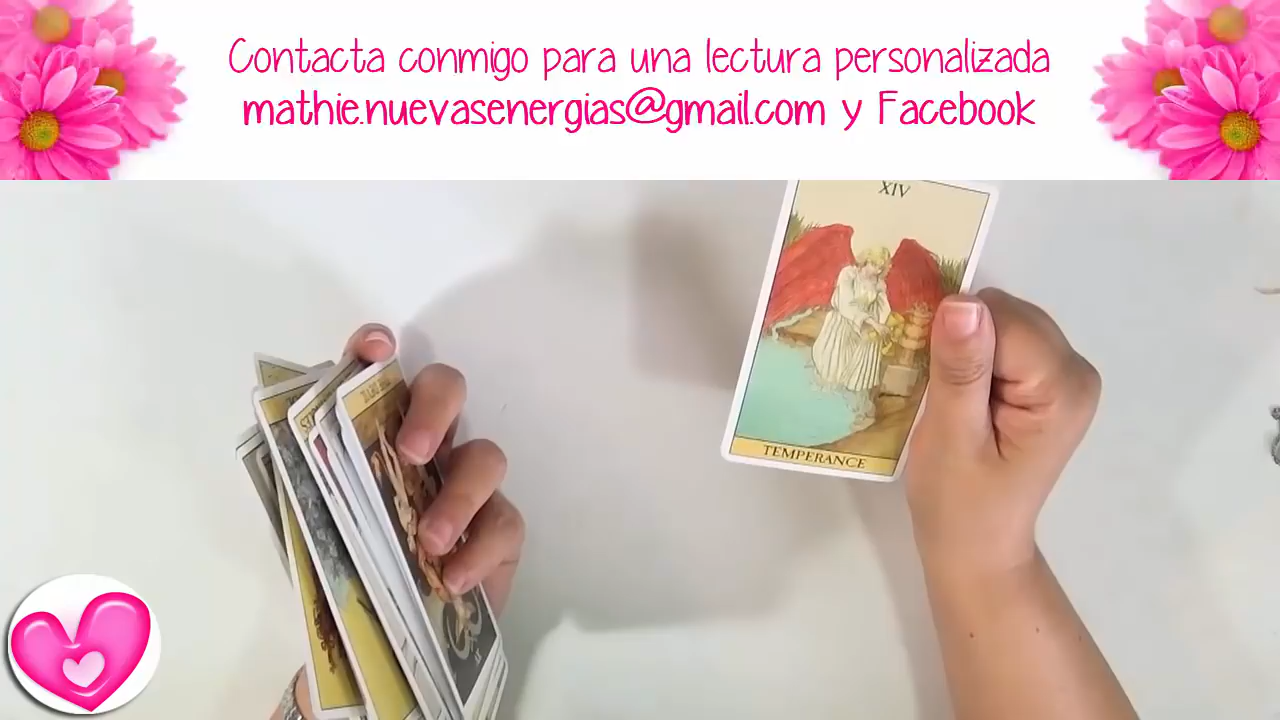 Contacta conmigo para una lectura personalizada
mathie.nuevasenergias@gmail.com y Facebook
XIV
TEMPERANCE